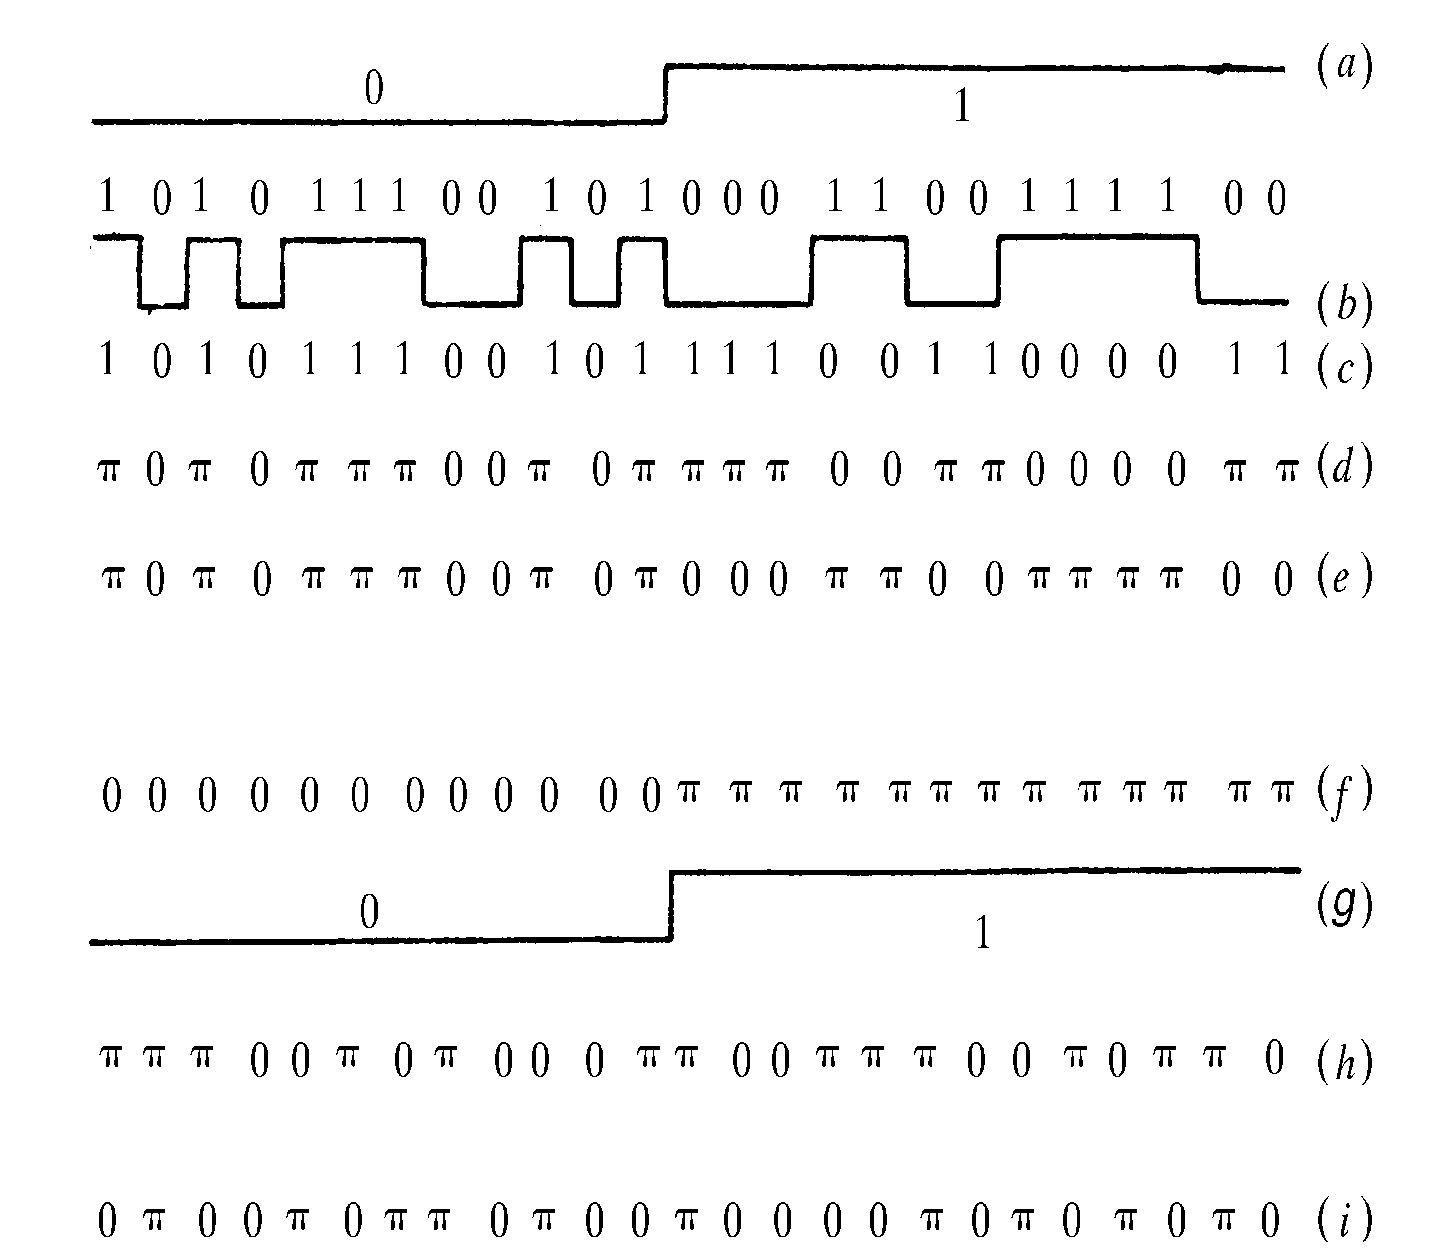 0 1 (a)
1 0 1 0 1 1 1 0 0 1 0 1 0 0 0 1 1 0 0 1 1 1 1 0 0
(b)
1 0 1 0 1 1 1 0 0 1 0 1 1 1 1 0 0 1 1 0 0 0 0 1 1 (c)
π 0 π 0 π π π 0 0 π 0 π π π π 0 0 π π 0 0 0 0 π π (d)
π 0 π 0 π π π 0 0 π 0 π 0 0 0 π π 0 0 π π π π 0 0 (e)
0 0 0 0 0 0 0 0 0 0 0 0 π π π π π π π π π π π π π (f)
0 1 (g)
π π π 0 0 π 0 π 0 0 0 π π 0 0 π π π 0 0 π 0 π π 0 (h)
0 π 0 0 π 0 π π 0 π 0 0 π 0 0 0 0 π 0 π 0 π 0 π 0 (i)